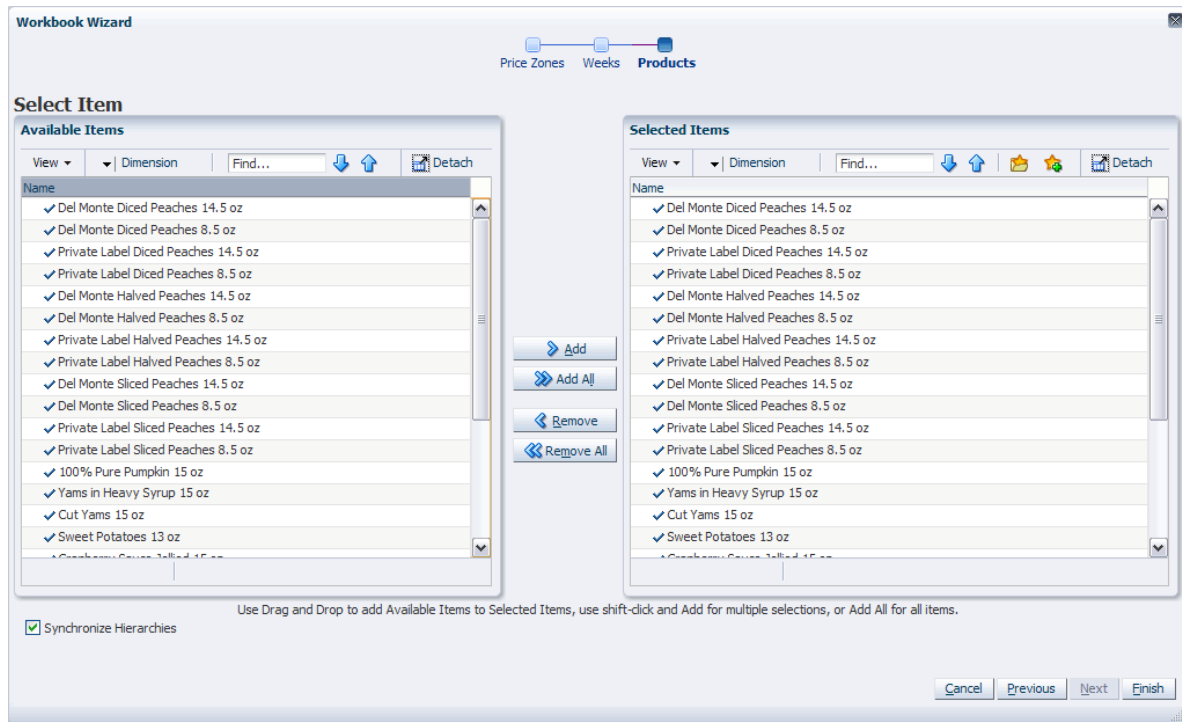 Workbook Wizard
Price Zones Weeks Products
Select Item
Available Items
View Dimension Find... Detach
Name
Del Monte Diced Peaches 14.5 oz
Del Monte Diced Peaches 8.5 oz
Private Label Diced Peaches 14.5 oz
Private Label Diced Peaches 8.5 oz
Del Monte Halved Peaches 14.5 oz
Del Monte Halved Peaches 8.5 oz
Private Label Halved Peaches 14.5 oz
Private Label Halved Peaches 8.5 oz
Del Monte Sliced Peaches 14.5 oz
Del Monte Sliced Peaches 8.5 oz
Private Label Sliced Peaches 14.5 oz
Private Label Sliced Peaches 8.5 oz
100% Pure Pumpkin 15 oz
Yams in Heavy Syrup 15 oz
Cut Yams 15 oz
Sweet Potatoes 13 oz
Cranberry Sauce Jellied 15 oz
Add
Add All
Remove
Remove All
Selected Items
View Dimension Find... Detach
Name
Del Monte Diced Peaches 14.5 oz
Del Monte Diced Peaches 8.5 oz
Private Label Diced Peaches 14.5 oz
Private Label Diced Peaches 8.5 oz
Del Monte Halved Peaches 14.5 oz
Del Monte Halved Peaches 8.5 oz
Private Label Halved Peaches 14.5 oz
Private Label Halved Peaches 8.5 oz
Del Monte Sliced Peaches 14.5 oz
Del Monte Sliced Peaches 8.5 oz
Private Label Sliced Peaches 14.5 oz
Private Label Sliced Peaches 8.5 oz
100% Pure Pumpkin 15 oz
Yams in Heavy Syrup 15 oz
Cut Yams 15 oz
Sweet Potatoes 13 oz
Cranberry Sauce Jellied 15 oz
Use Drag and Drop to add Available Items to Selected Items, use shift-click and Add for multiple selections, or Add All for all items.
Synchronize Hierarchies
Cancel Previous Next Finish